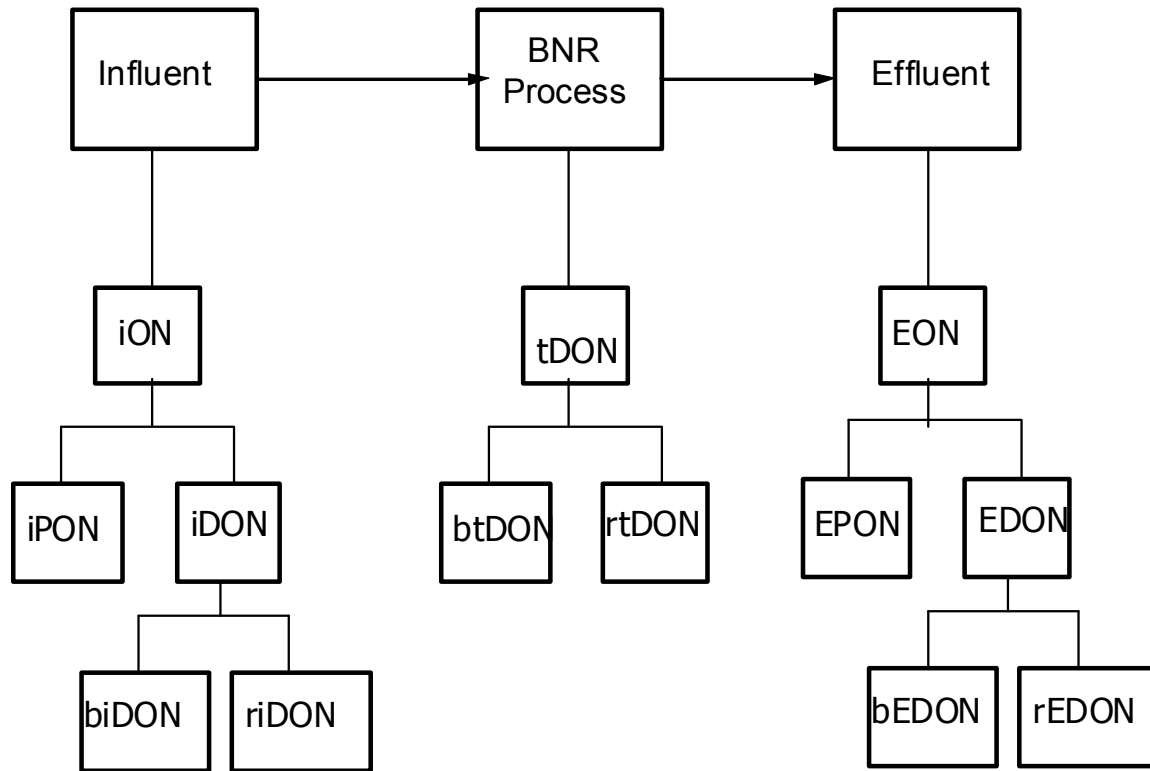 Influent
BNR
Process
Effluent
iON
tDON
EON
iPON
iDON
btDON
rtDON
EPON
EDON
biDON
riDON
bEDON
rEDON